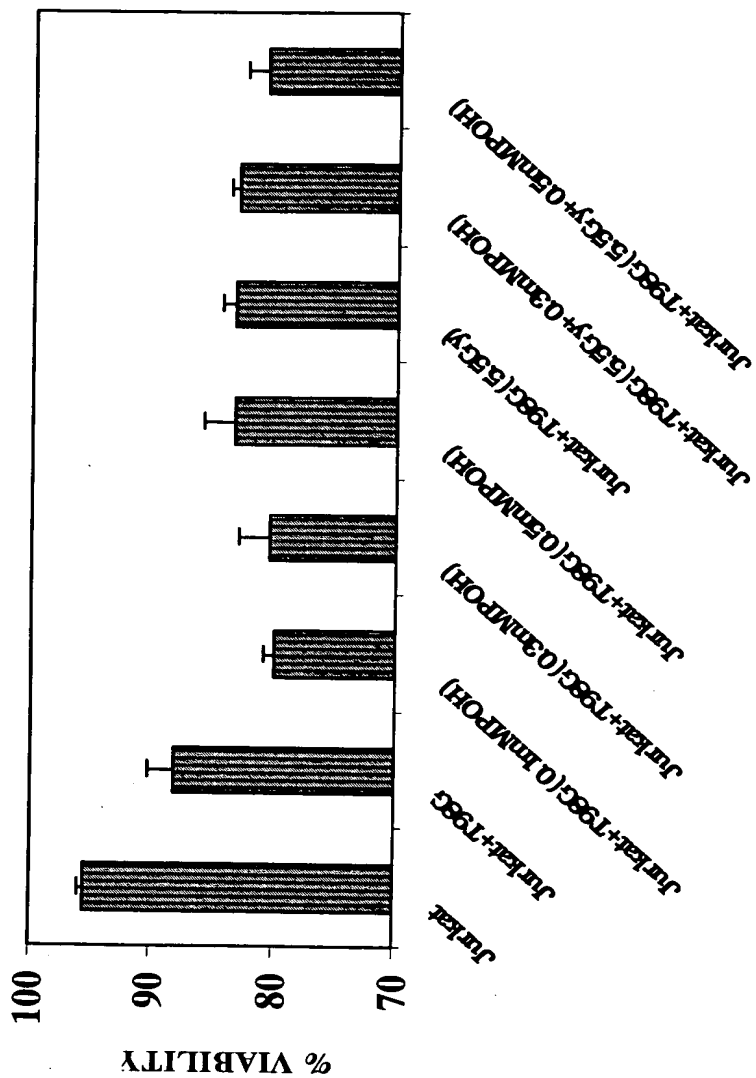 % VIABILITY
100
90
80
70
Jurkat
Jurkat+T98G
Jurkat+T98G(0.1mMPOH)
Jurkat+T98G(0.3mMPOH)
Jurkat+T98G(0.5mMPOH)
Jurkat+T98G(5.5Gy)
Jurkat+T98G(5.5Gy+0.3mMPOH)
Jurkat+T98G(5.5Gy+0.5mMPOH)